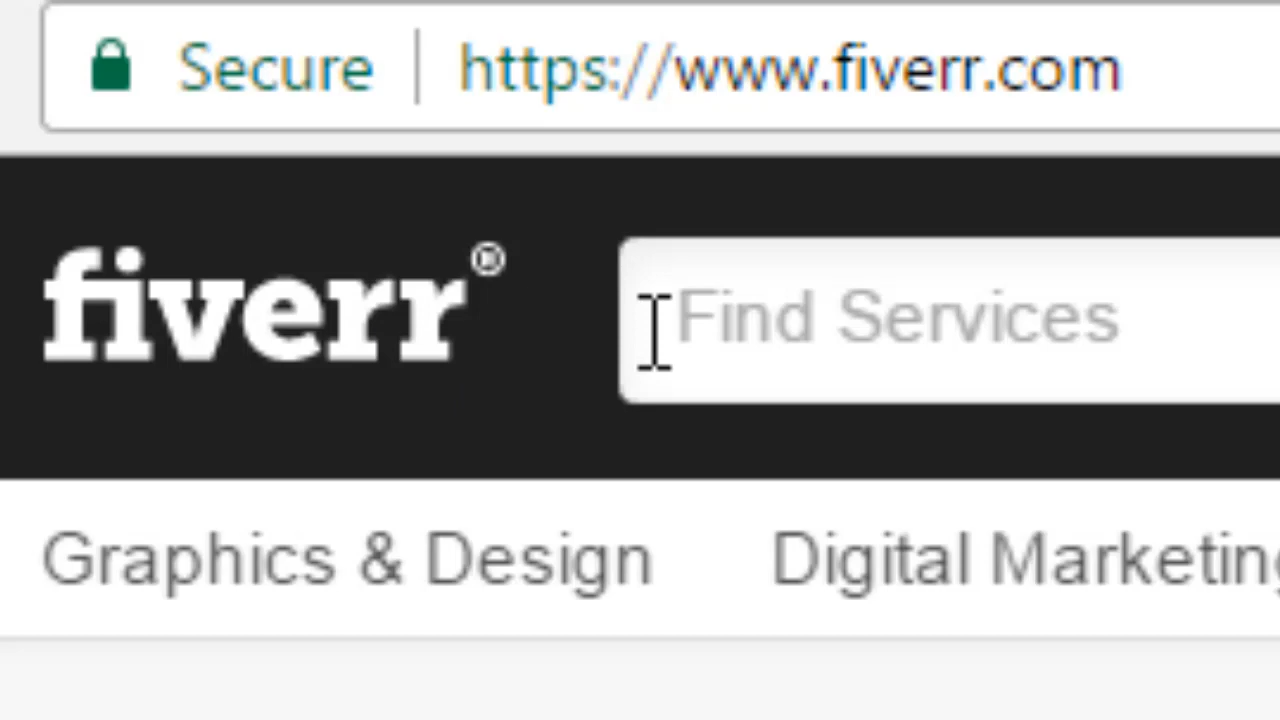 Secure | https://www.fiverr.com
fiverr®
Find Services
Graphics & Design
Digital Marketing